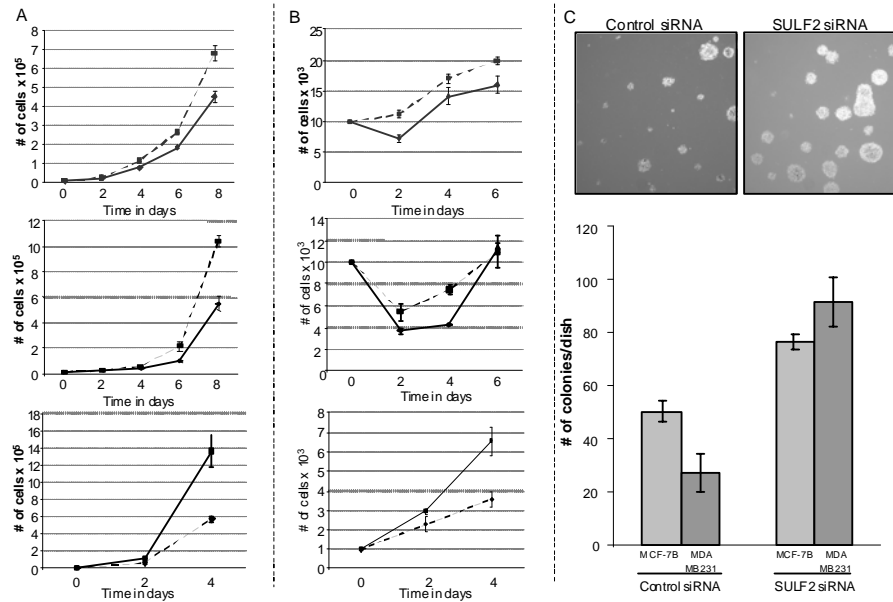 A
# of cells x 10⁵
8
7
6
5
4
3
2
1
0
0 2 4 6 8
Time in days
# of cells x 10⁵
12
10
8
6
4
2
0
0 2 4 6 8
Time in days
# of cells x 10⁵
18
16
14
12
10
8
6
4
2
0
0 2 4
Time in days
B
# of cells x 10³
25
20
15
10
5
0
0 2 4 6
Time in days
# of cells x 10³
14
12
10
8
6
4
2
0
0 2 4 6
Time in days
# of cells x 10³
8
7
6
5
4
3
2
1
0
0 2 4
Time in days
C
Control siRNA SULF2 siRNA
# of colonies/dish
120
100
80
60
40
20
0
MCF-7B MDA MCF-7B MDA
MB231 MB231
Control siRNA SULF2 siRNA